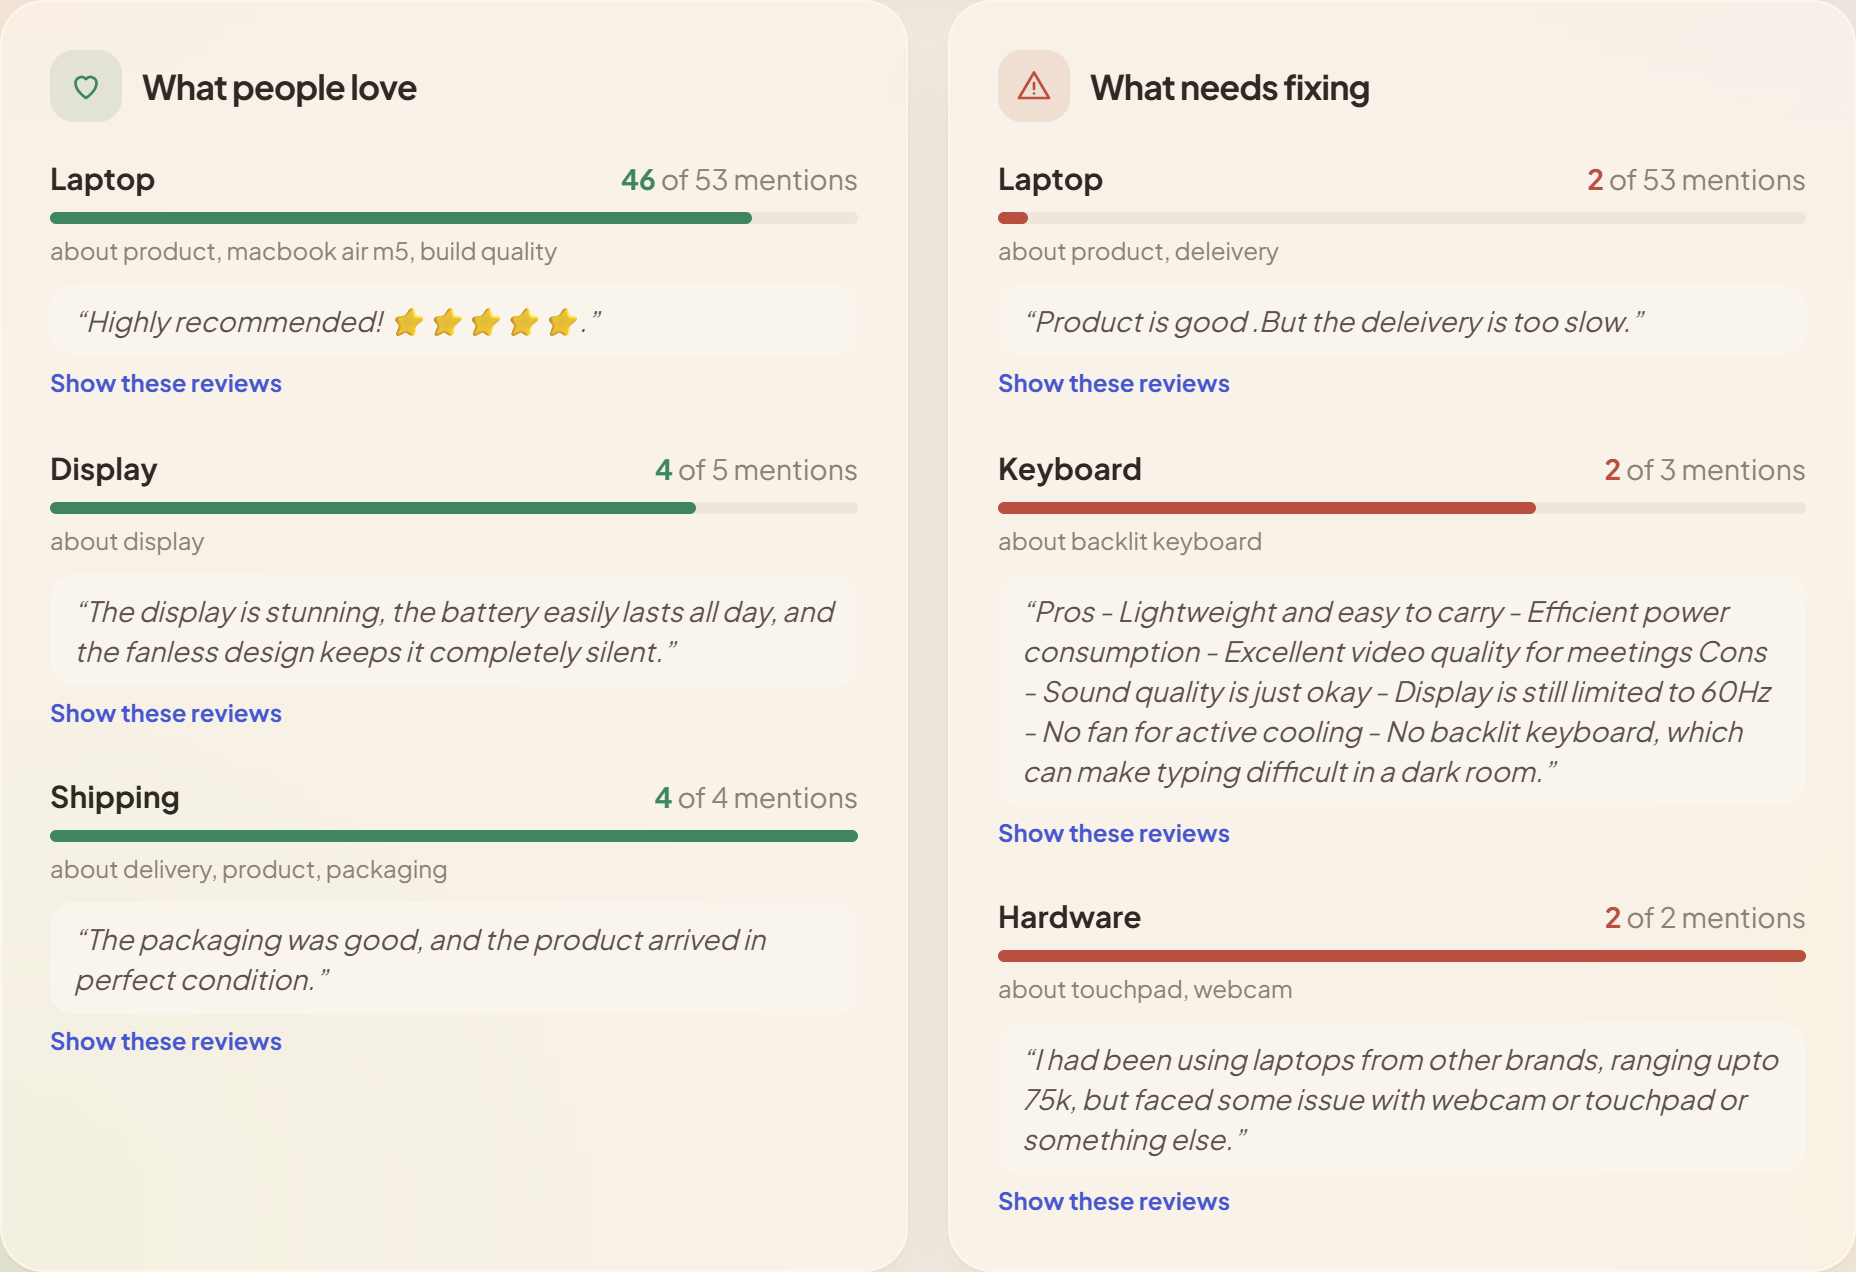 What people love
Laptop
46 of 53 mentions
about product, macbook air m5, build quality
“Highly recommended! ⭐⭐⭐⭐⭐.”
Show these reviews
Display
4 of 5 mentions
about display
“The display is stunning, the battery easily lasts all day, and
the fanless design keeps it completely silent.”
Show these reviews
Shipping
4 of 4 mentions
about delivery, product, packaging
“The packaging was good, and the product arrived in
perfect condition.”
Show these reviews
What needs fixing
Laptop
2 of 53 mentions
about product, deleivery
“Product is good .But the deleivery is too slow.”
Show these reviews
Keyboard
2 of 3 mentions
about backlit keyboard
“Pros - Lightweight and easy to carry - Efficient power
consumption - Excellent video quality for meetings Cons
- Sound quality is just okay - Display is still limited to 60Hz
- No fan for active cooling - No backlit keyboard, which
can make typing difficult in a dark room.”
Show these reviews
Hardware
2 of 2 mentions
about touchpad, webcam
“I had been using laptops from other brands, ranging upto
75k, but faced some issue with webcam or touchpad or
something else.”
Show these reviews